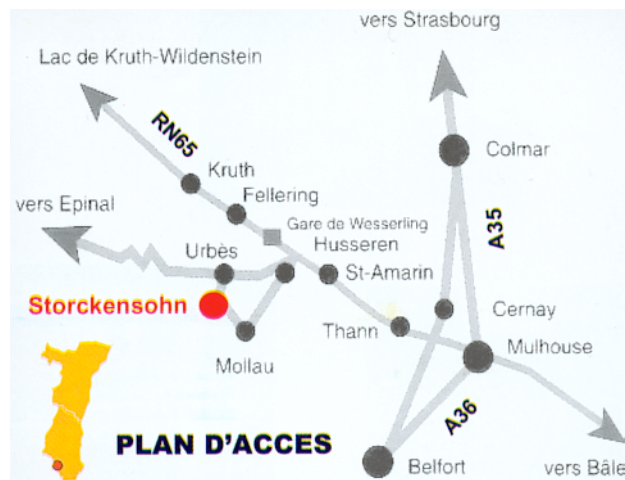 vers Strasbourg
Lac de Kruth-Wildenstein
RN65
Colmar
Kruth
Fellering
vers Epinal
Gare de Wesserling
Husseren
A35
Urbès
St-Amarin
Storckensohn
Cernay
Thann
Mulhouse
Mollau
A36
PLAN D'ACCES
Belfort
vers Bâle